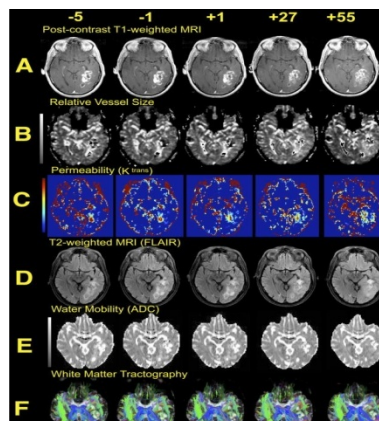 -5 -1 +1 +27 +55
Post-contrast T1-weighted MRI
A
Relative Vessel Size
B
Permeability (K trans)
C
T2-weighted MRI (FLAIR)
D
Water Mobility (ADC)
E
White Matter Tractography
F